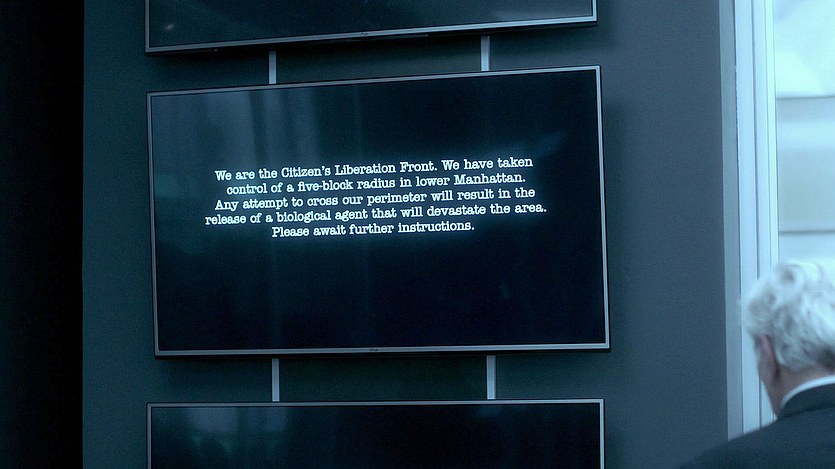 We are the Citizen's Liberation Front. We have taken
control of a five-block radius in lower Manhattan.
Any attempt to cross our perimeter will result in the
release of a biological agent that will devastate the area.
Please await further instructions.